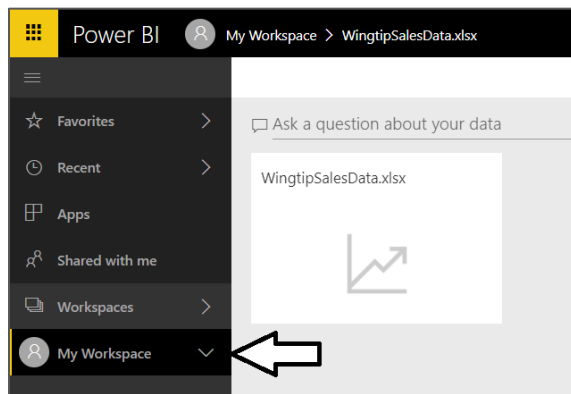 Power BI My Workspace > WingtipSalesData.xlsx
Favorites
Ask a question about your data
Recent
WingtipSalesData.xlsx
Apps
Shared with me
Workspaces
My Workspace